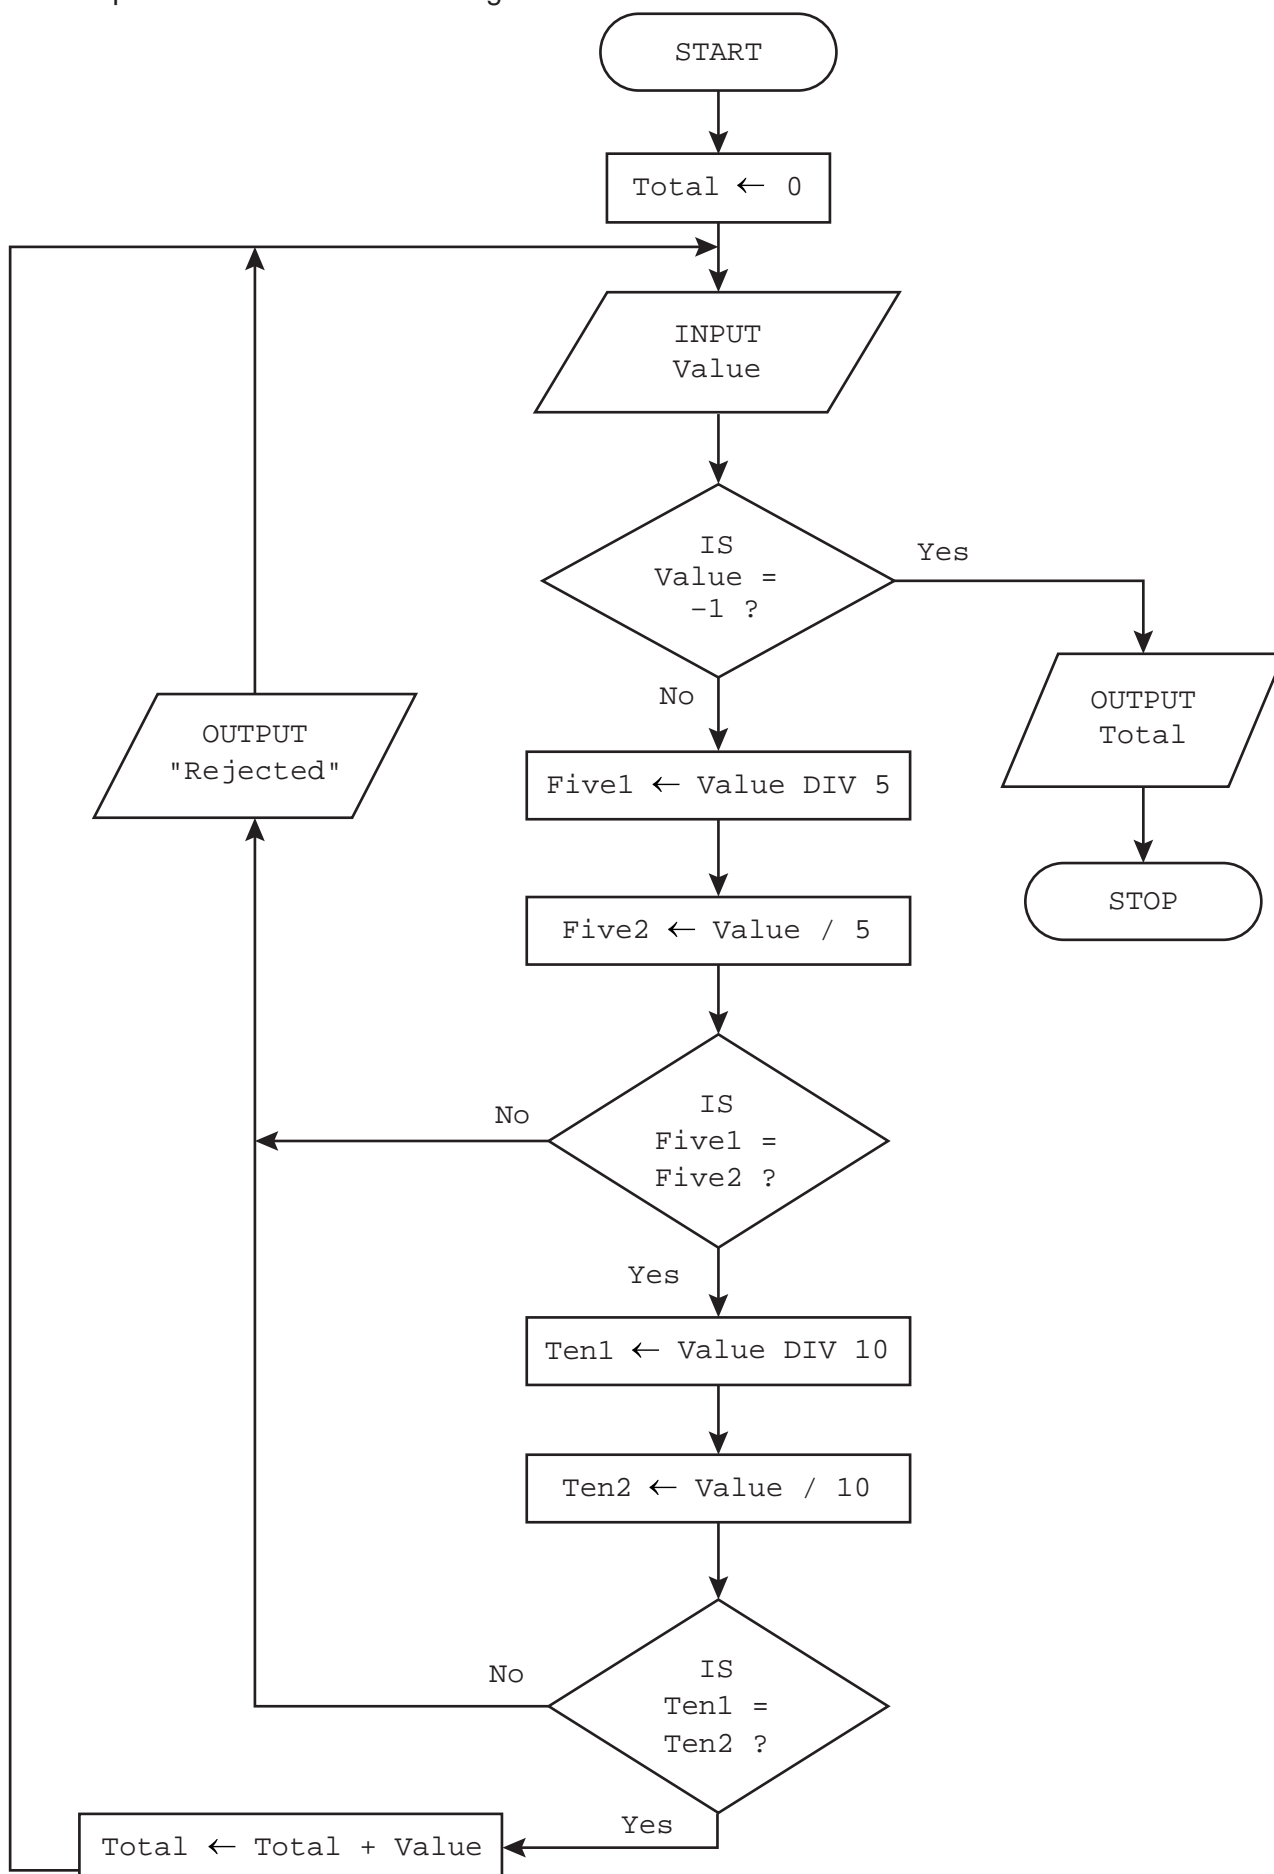 START
Total ← 0
INPUT
Value
IS
Value =
–1 ?
Yes
No
OUTPUT
Total
OUTPUT
"Rejected"
Five1 ← Value DIV 5
Five2 ← Value / 5
STOP
IS
Five1 =
Five2 ?
No
Yes
Ten1 ← Value DIV 10
Ten2 ← Value / 10
IS
Ten1 =
Ten2 ?
No
Yes
Total ← Total + Value